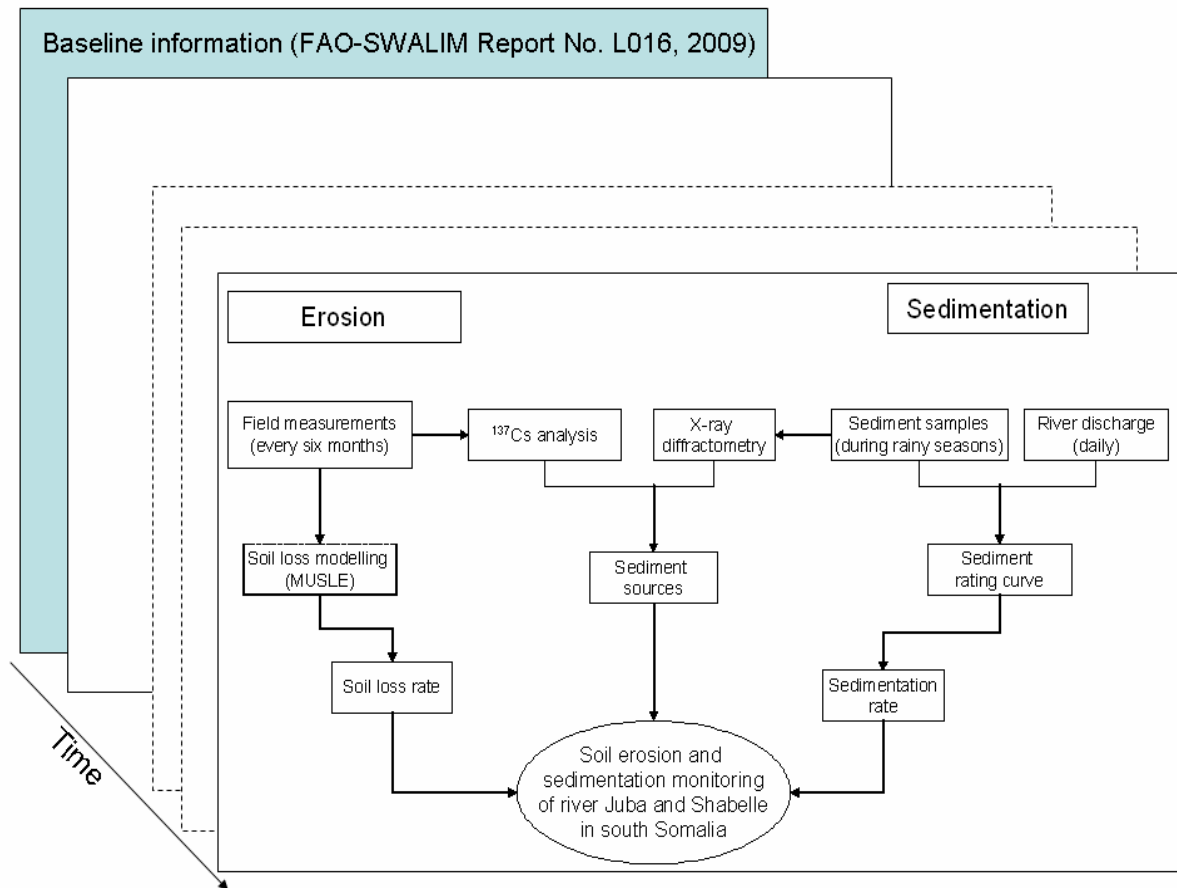 Baseline information (FAO-SWALIM Report No. L016, 2009)
Erosion
Sedimentation
Field measurements
(every six months)
¹³⁷Cs analysis
X-ray
diffractometry
Sediment samples
(during rainy seasons)
River discharge
(daily)
Soil loss modelling
(MUSLE)
Sediment
sources
Sediment
rating curve
Soil loss rate
Sedimentation
rate
Time
Soil erosion and
sedimentation monitoring
of river Juba and Shabelle
in south Somalia